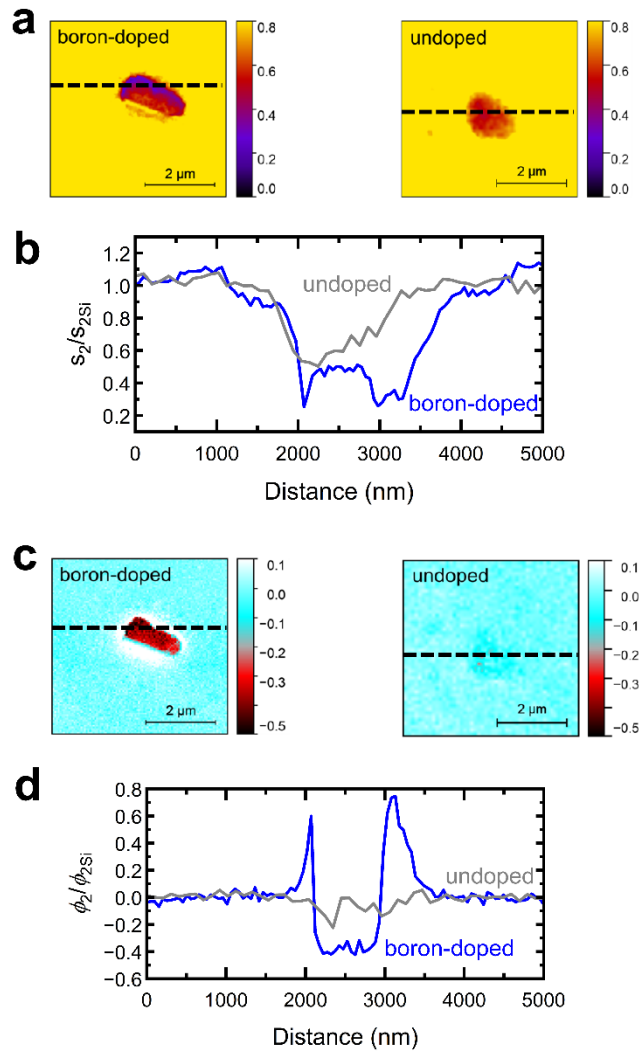 a
boron-doped
2 μm
0.8
0.6
0.4
0.2
0.0
undoped
2 μm
0.8
0.6
0.4
0.2
0.0
b
s2/s2Si
1.2
1.0
0.8
0.6
0.4
0.2
undoped
boron-doped
0 1000 2000 3000 4000 5000
Distance (nm)
c
boron-doped
2 μm
0.1
0.0
−0.1
−0.2
−0.3
−0.5
undoped
2 μm
0.1
0.0
−0.1
−0.2
−0.3
−0.5
d
ϕ2/ϕ2Si
0.8
0.6
0.4
0.2
0.0
−0.2
−0.4
−0.6
undoped
boron-doped
0 1000 2000 3000 4000 5000
Distance (nm)